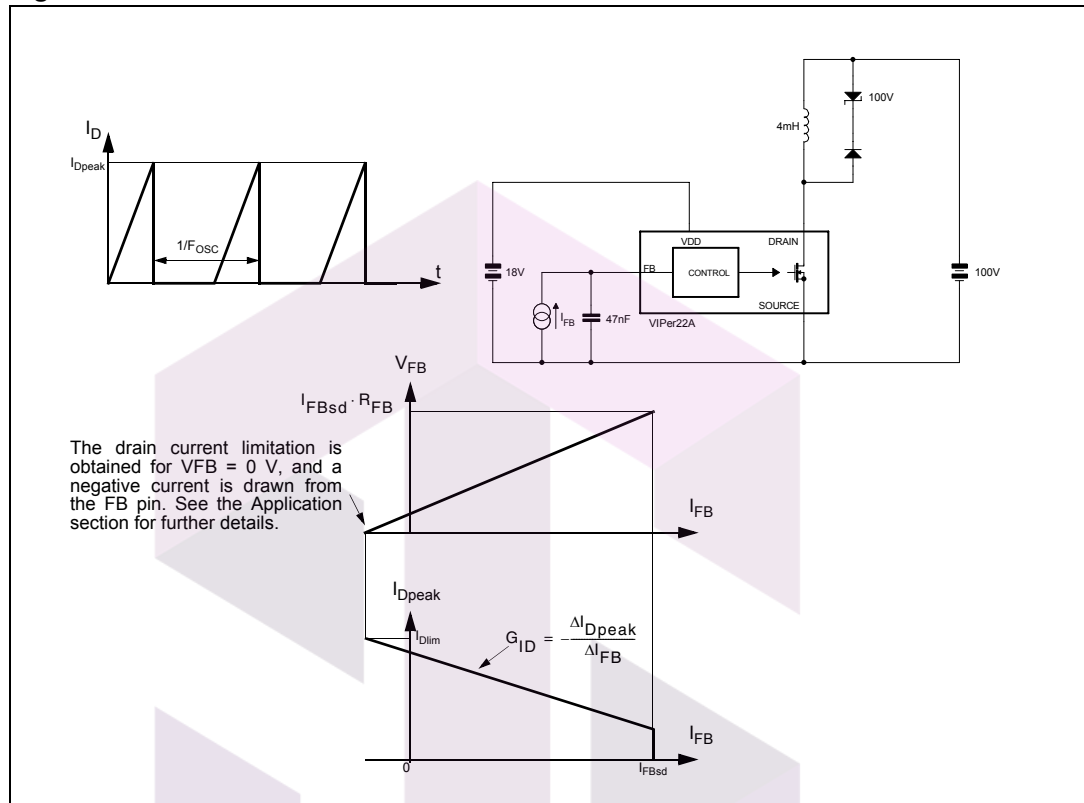 I_D
I_Dpeak
1/F_OSC
t
100V
4mH
VDD
DRAIN
FB
CONTROL
18V
100V
I_FB
47nF
SOURCE
VIPer22A
V_FB
I_FBsd · R_FB
The drain current limitation is
obtained for VFB = 0 V, and a
negative current is drawn from
the FB pin. See the Application
section for further details.
I_FB
I_Dpeak
I_Dlim
G_ID = -ΔI_Dpeak/ΔI_FB
I_FB
0
I_FBsd